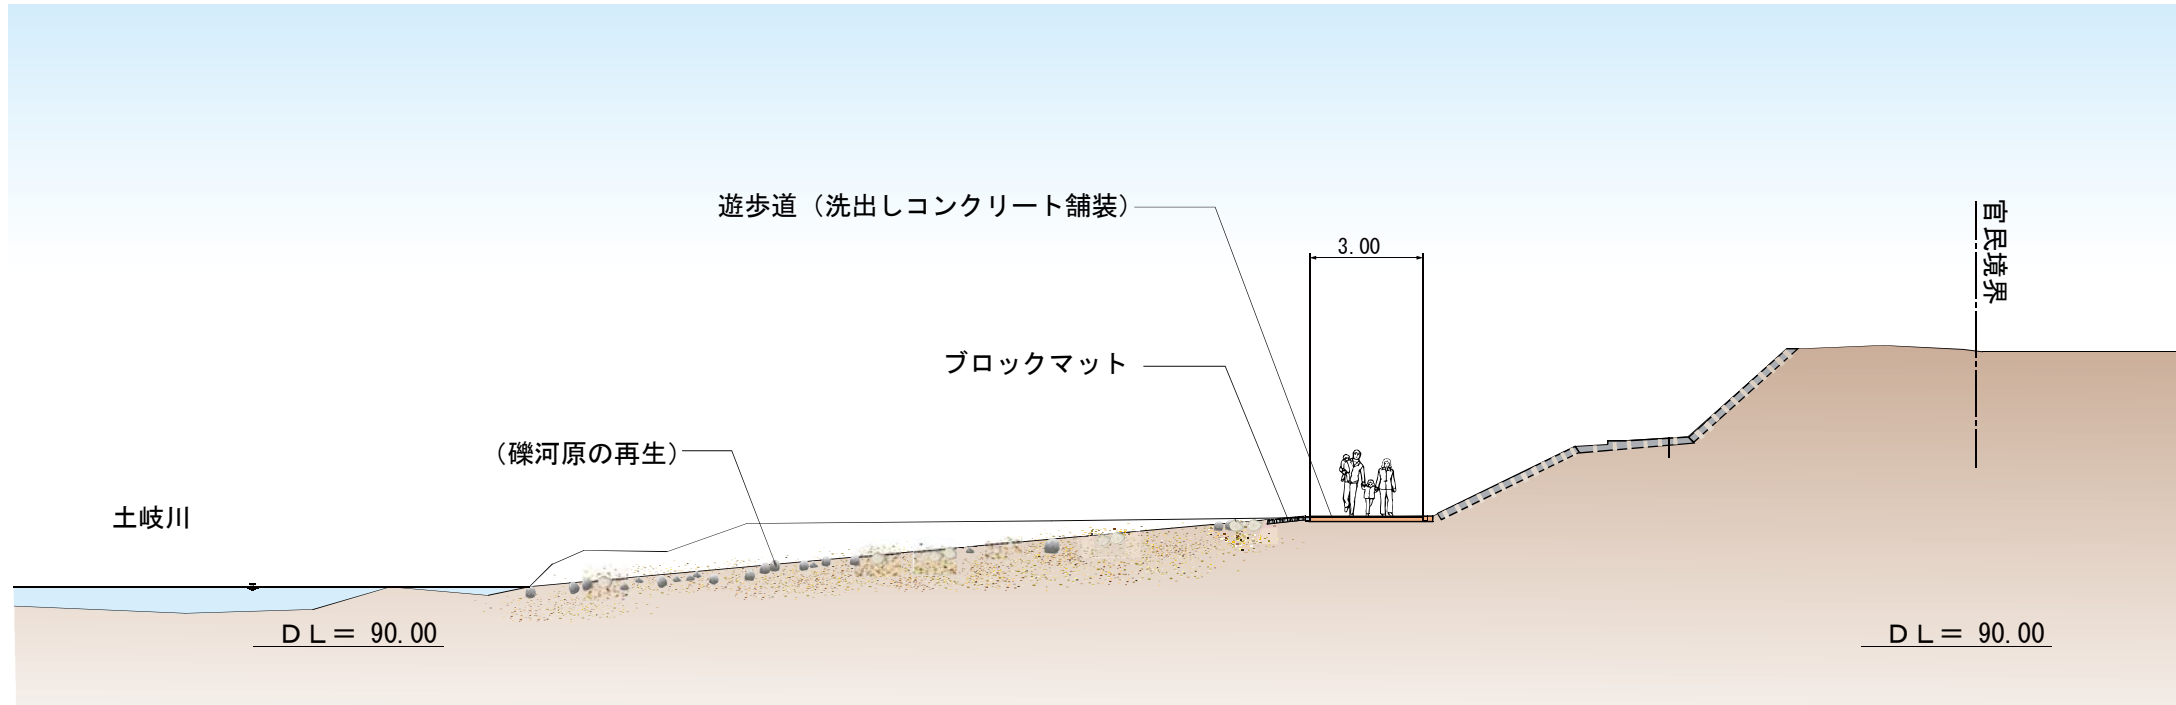 遊歩道（洗出しコンクリート舗装）
3.00
官民境界
ブロックマット
（礫河原の再生）
土岐川
ＤＬ＝ 90.00
ＤＬ＝ 90.00